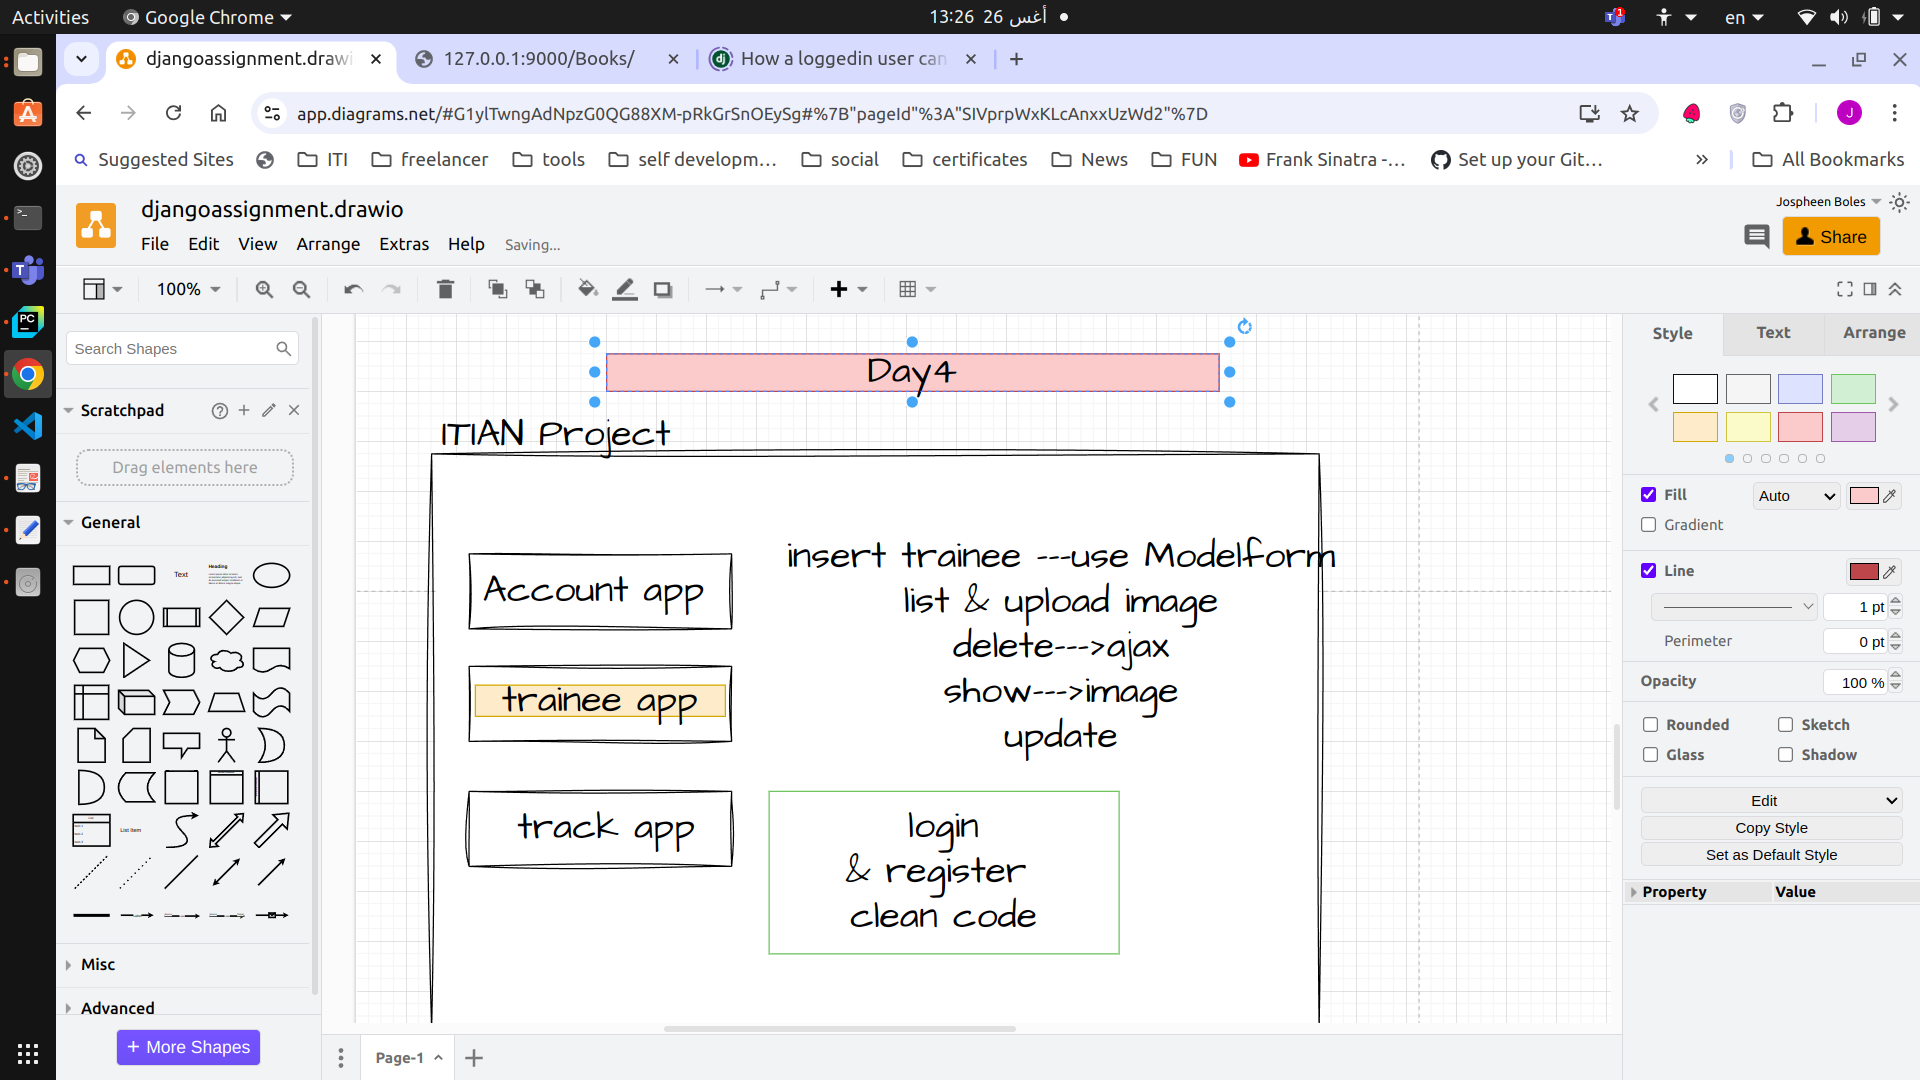 Activities
Google Chrome
13:26 26 أغس
1
en
djangoassignment.drawi
127.0.0.1:9000/Books/
How a loggedin user can
app.diagrams.net/#G1ylTwngAdNpzG0QG88XM-pRkGrSnOEySg#%7B"pageId"%3A"SIVprpWxKLcAnxxUzWd2"%7D
J
Suggested Sites
ITI
freelancer
tools
self developm…
social
certificates
News
FUN
Frank Sinatra -…
Set up your Git…
All Bookmarks
djangoassignment.drawio
Jospheen Boles
File Edit View Arrange Extras Help Saving...
Share
100%
Search Shapes
Scratchpad
Drag elements here
General
Text
Heading
List Item
Misc
Advanced
+ More Shapes
Day4
ITIAN Project
Account app
trainee app
track app
insert trainee ---use Modelform
list & upload image
delete--->ajax
show--->image
update
login
& register
clean code
Page-1
Style Text Arrange
Fill Auto
Gradient
Line
1 pt
Perimeter 0 pt
Opacity 100 %
Rounded Sketch
Glass Shadow
Edit
Copy Style
Set as Default Style
Property Value